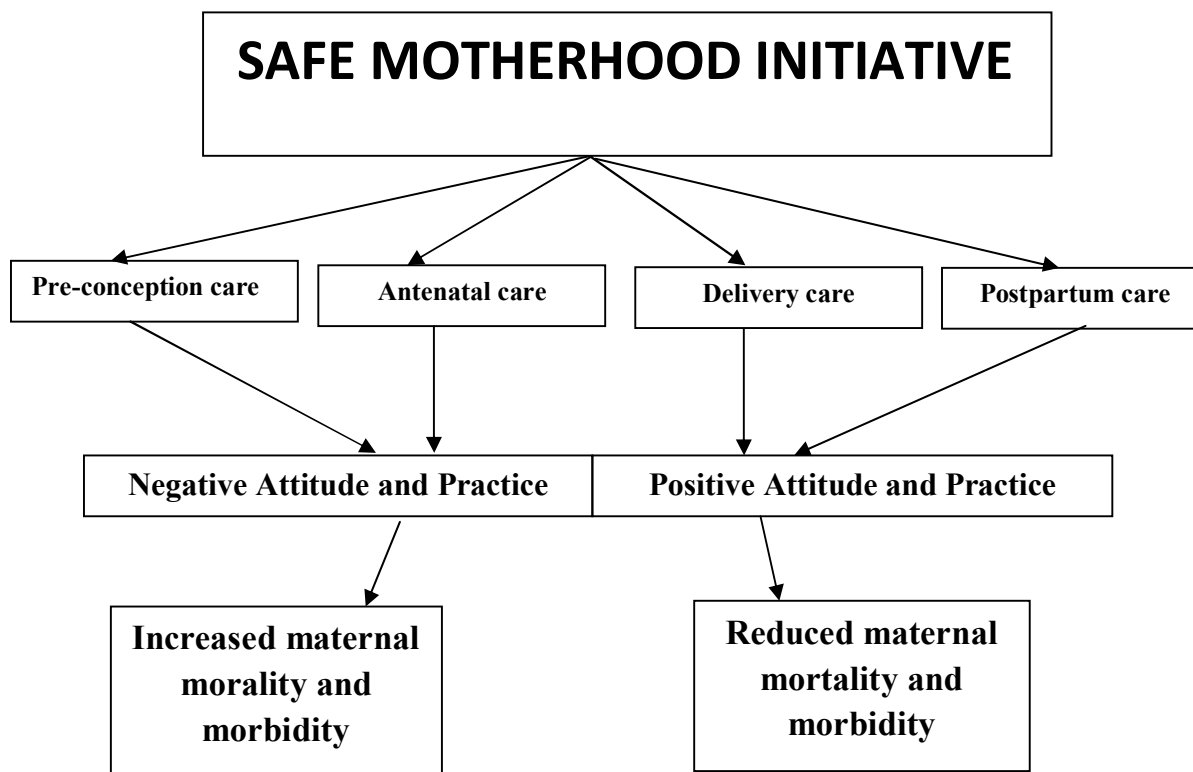 SAFE MOTHERHOOD INITIATIVE
Pre-conception care
Antenatal care
Delivery care
Postpartum care
Negative Attitude and Practice
Positive Attitude and Practice
Increased maternal
morality and
morbidity
Reduced maternal
mortality and
morbidity